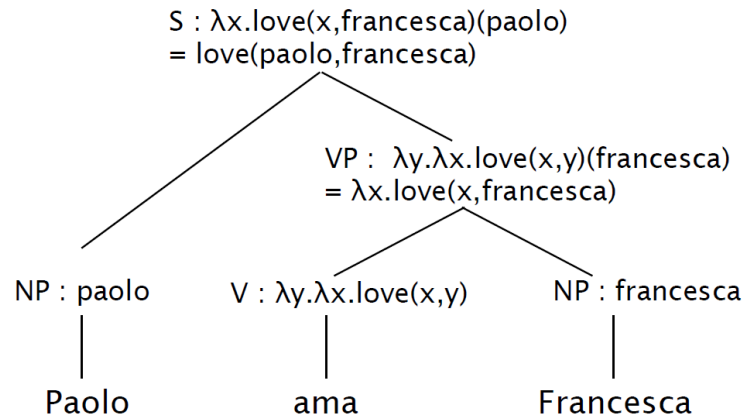 S : λx.love(x,francesca)(paolo)
= love(paolo,francesca)
VP :  λy.λx.love(x,y)(francesca)
= λx.love(x,francesca)
NP : paolo
V : λy.λx.love(x,y)
NP : francesca
Paolo
ama
Francesca